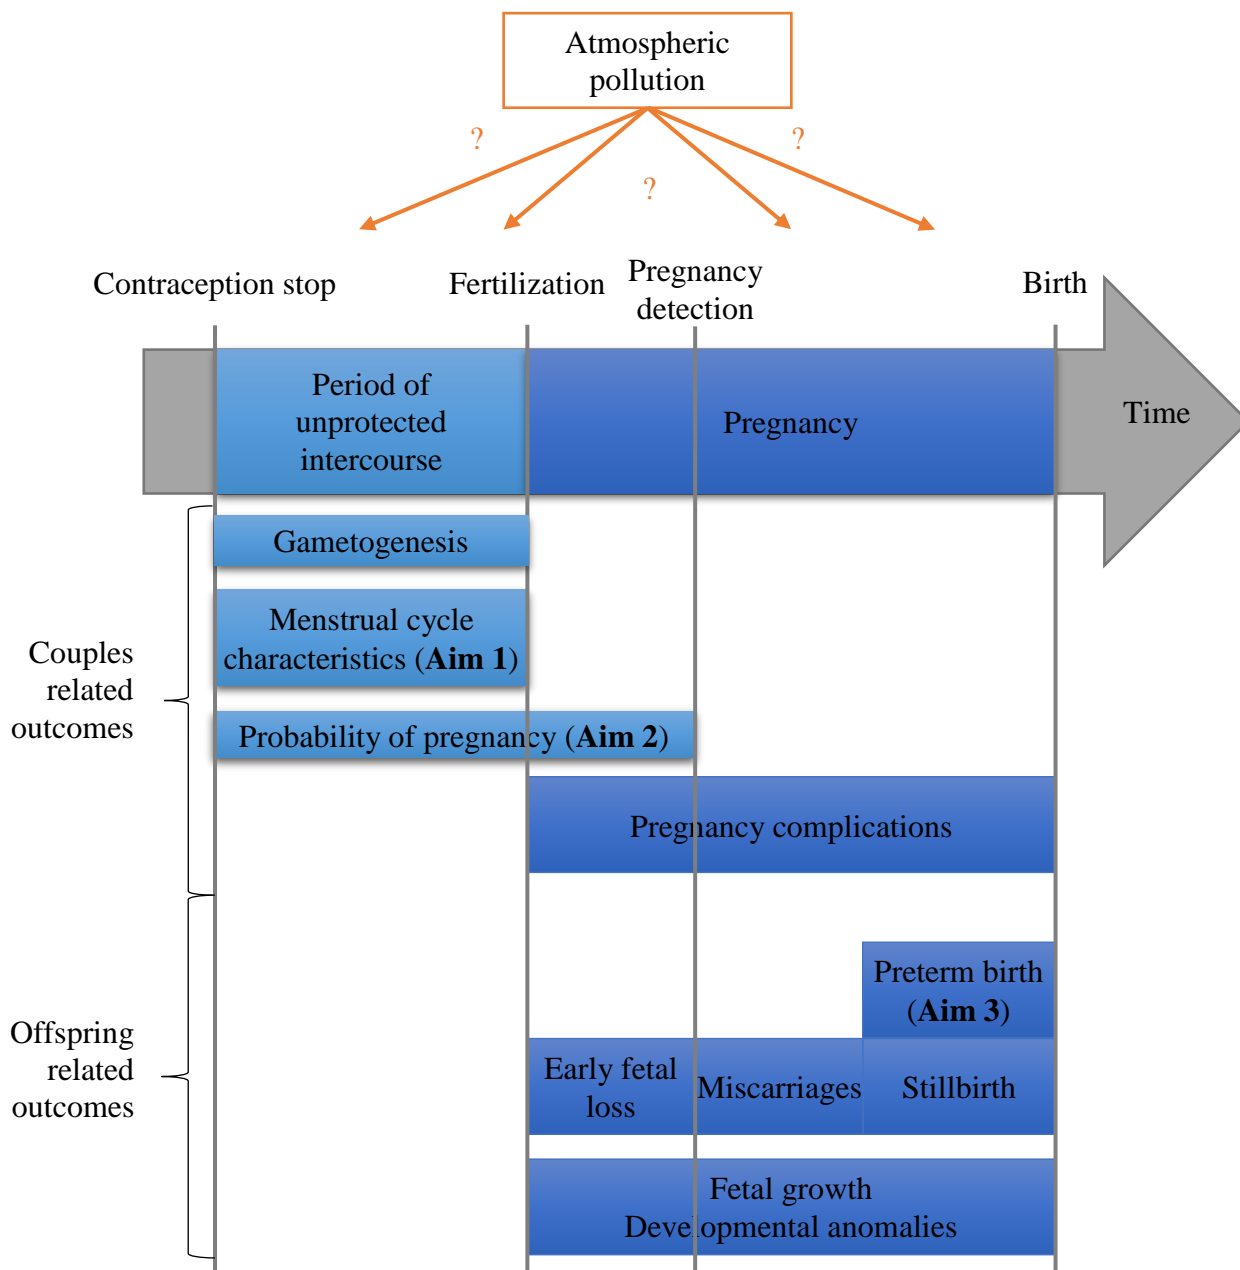 Atmospheric
pollution
?
?
?
Contraception stop
Fertilization
Pregnancy
detection
Birth
Period of
unprotected
intercourse
Pregnancy
Time
Gametogenesis
Menstrual cycle
characteristics (Aim 1)
Couples
related
outcomes
Probability of pregnancy (Aim 2)
Pregnancy complications
Preterm birth
(Aim 3)
Offspring
related
outcomes
Early fetal
loss
Miscarriages
Stillbirth
Fetal growth
Developmental anomalies